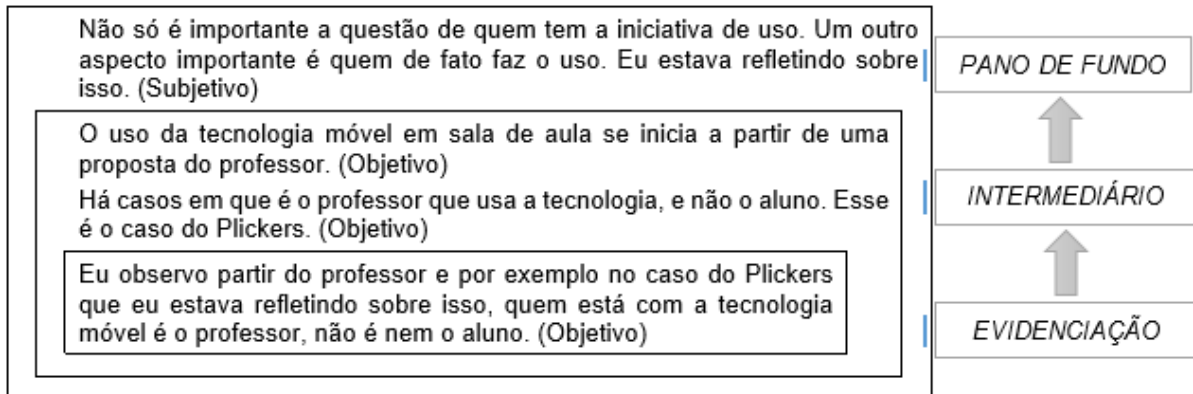 Não só é importante a questão de quem tem a iniciativa de uso. Um outro
aspecto importante é quem de fato faz o uso. Eu estava refletindo sobre
isso. (Subjetivo)
PANO DE FUNDO
O uso da tecnologia móvel em sala de aula se inicia a partir de uma
proposta do professor. (Objetivo)
Há casos em que é o professor que usa a tecnologia, e não o aluno. Esse
é o caso do Plickers. (Objetivo)
INTERMEDIÁRIO
Eu observo partir do professor e por exemplo no caso do Plickers
que eu estava refletindo sobre isso, quem está com a tecnologia
móvel é o professor, não é nem o aluno. (Objetivo)
EVIDENCIAÇÃO